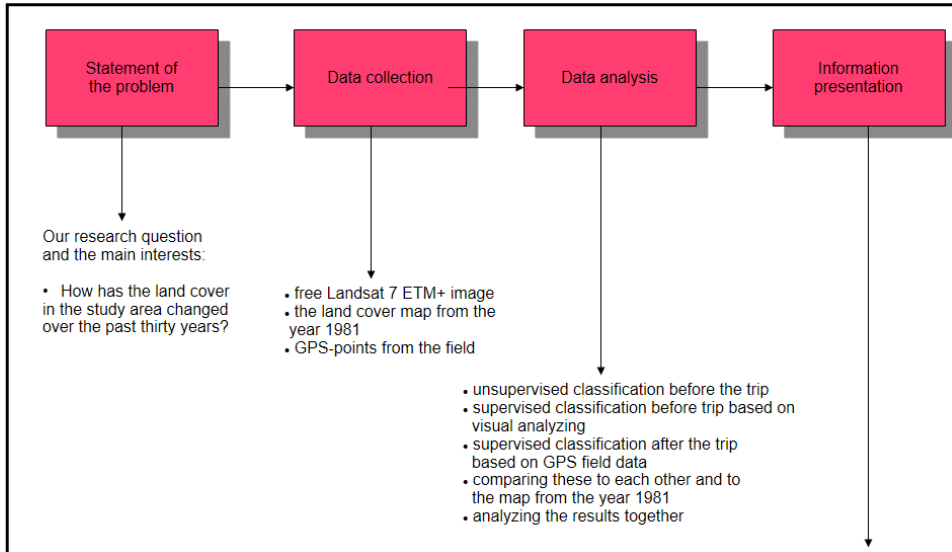 Statement of
the problem
Data collection
Data analysis
Information
presentation
Our research question
and the main interests:
• How has the land cover
in the study area changed
over the past thirty years?
• free Landsat 7 ETM+ image
• the land cover map from the
year 1981
• GPS-points from the field
• unsupervised classification before the trip
• supervised classification before trip based on
visual analyzing
• supervised classification after the trip
based on GPS field data
• comparing these to each other and to
the map from the year 1981
• analyzing the results together